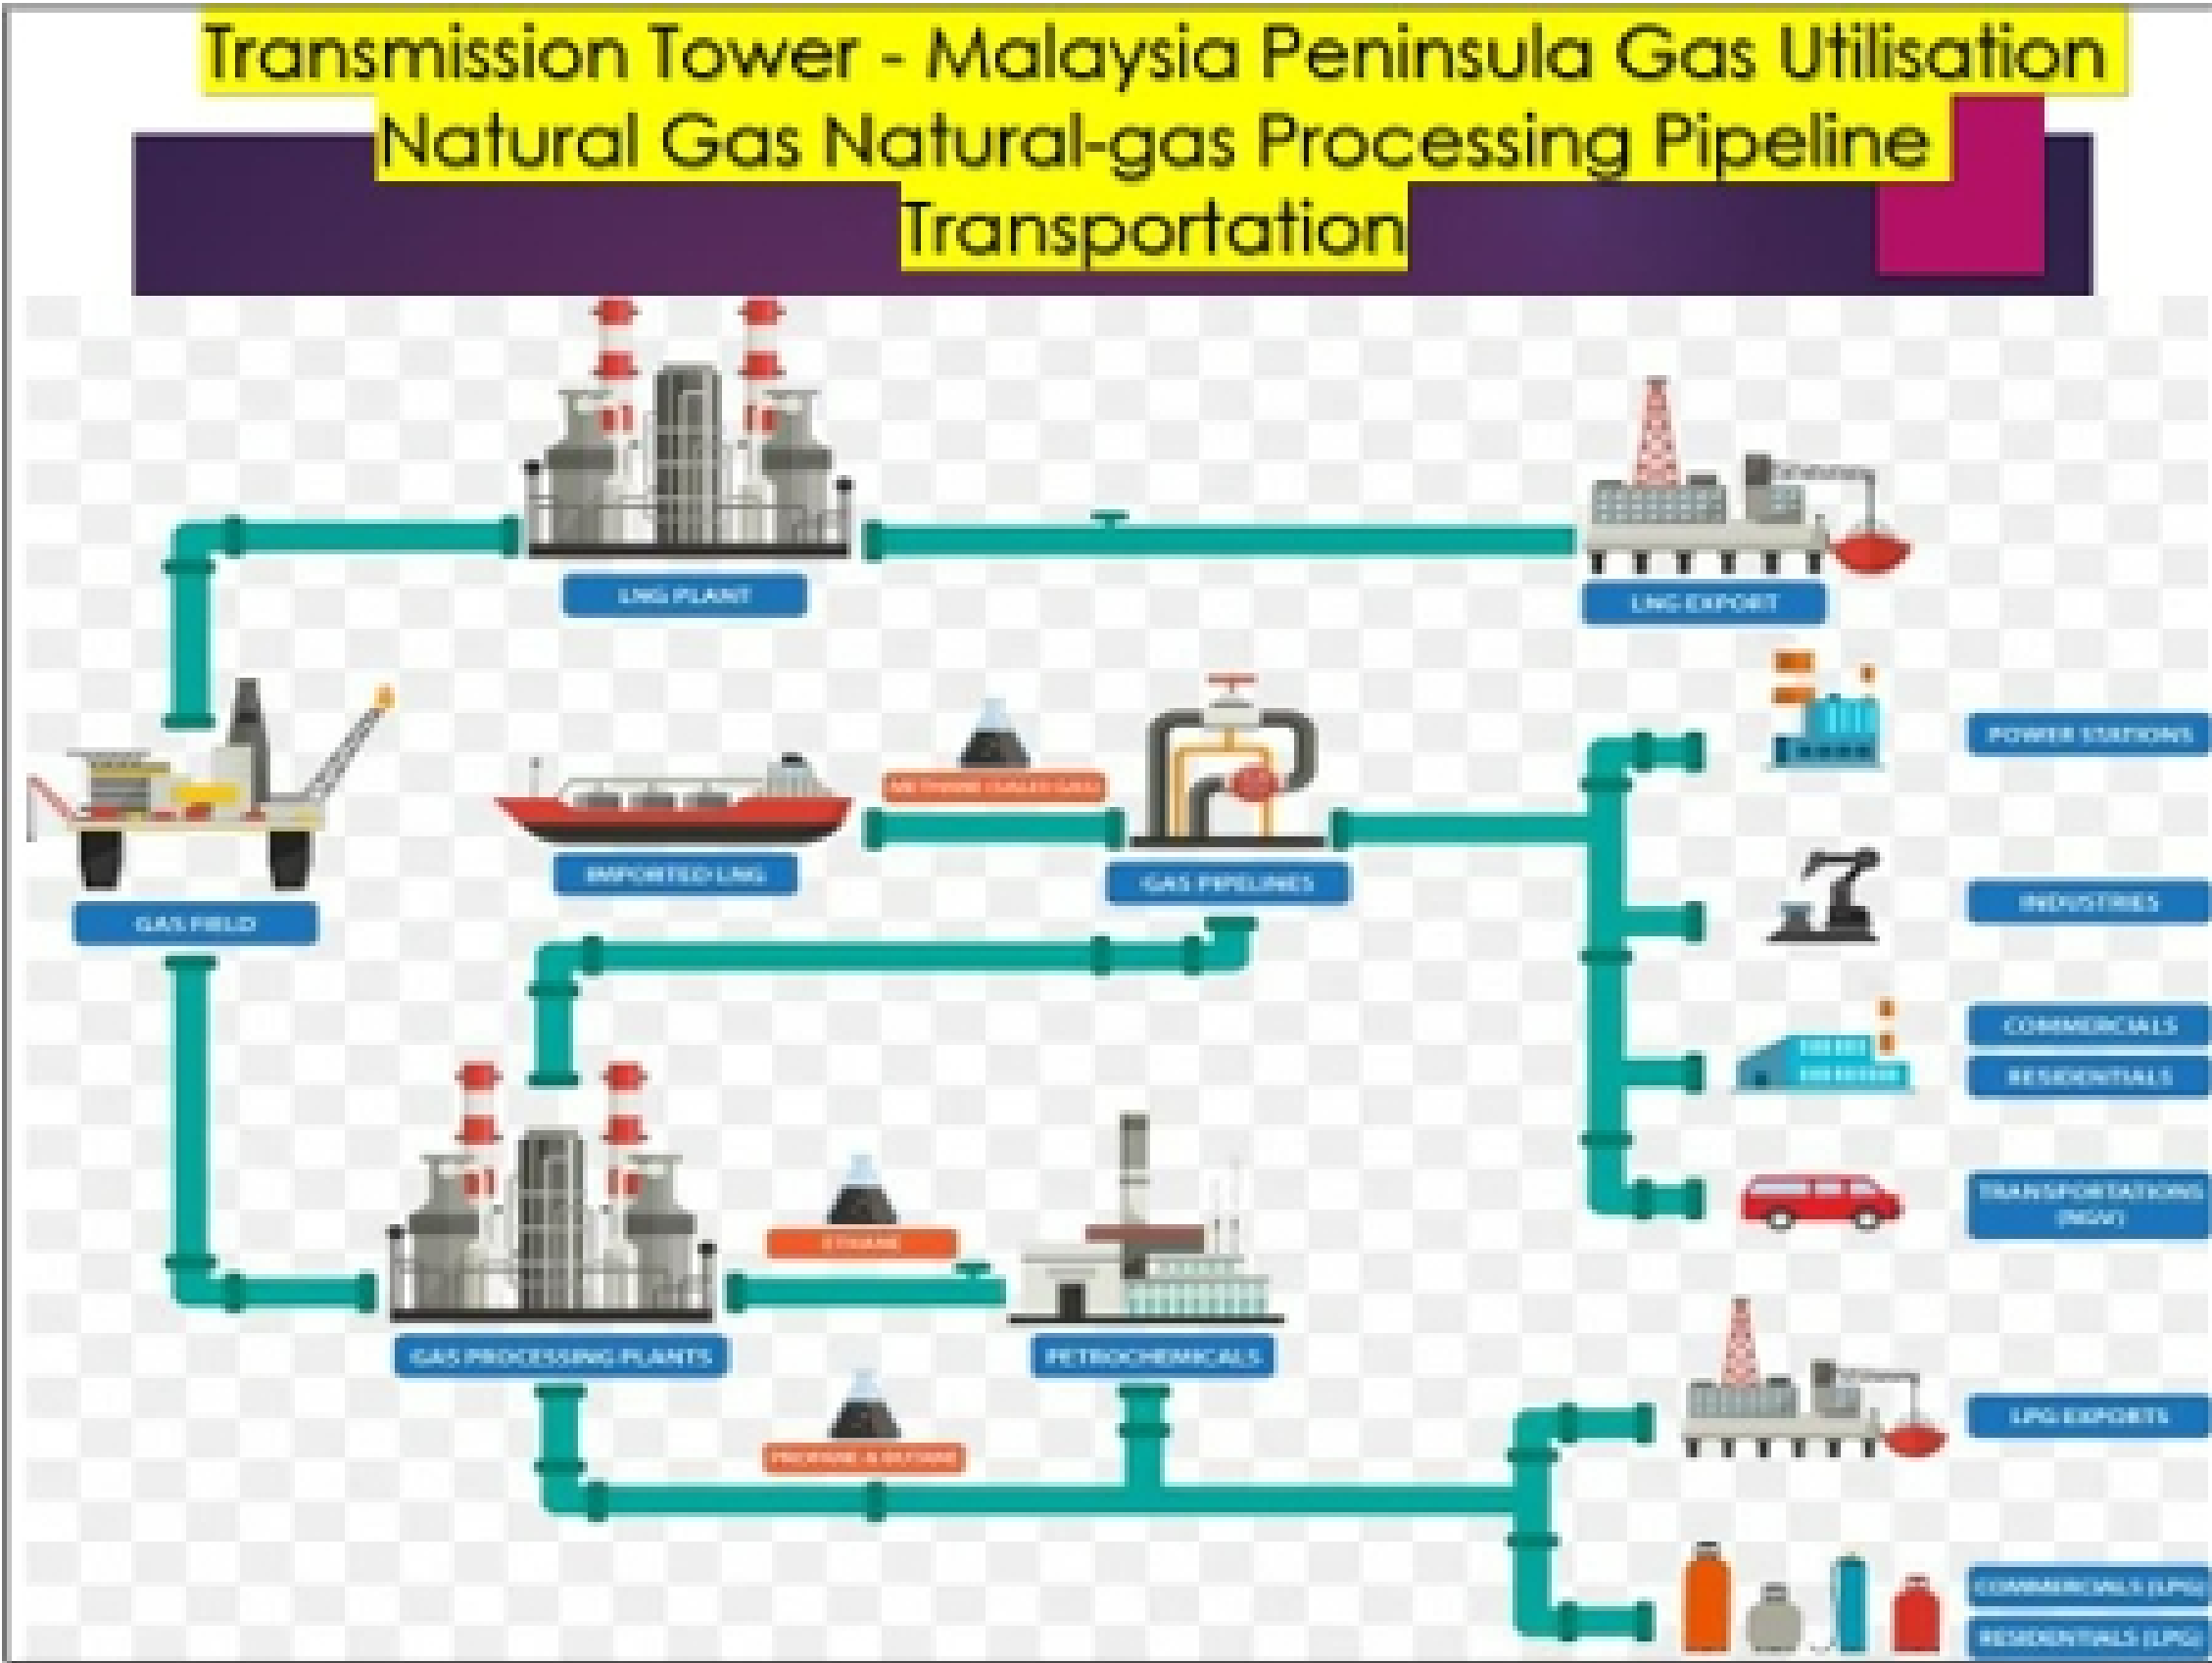 Transmission Tower - Malaysia Peninsula Gas Utilisation
Natural Gas Natural-gas Processing Pipeline
Transportation
LNG PLANT
LNG EXPORT
POWER STATIONS
IMPORTED LNG
GAS PIPELINES
INDUSTRIES
GAS FIELD
COMMERCIALS
RESIDENTIALS
TRANSPORTATIONS
(NGV)
ETHANE
GAS PROCESSING PLANTS
PETROCHEMICALS
LPG EXPORTS
PROPANE & BUTANE
COMMERCIALS (LPG)
RESIDENTIALS (LPG)